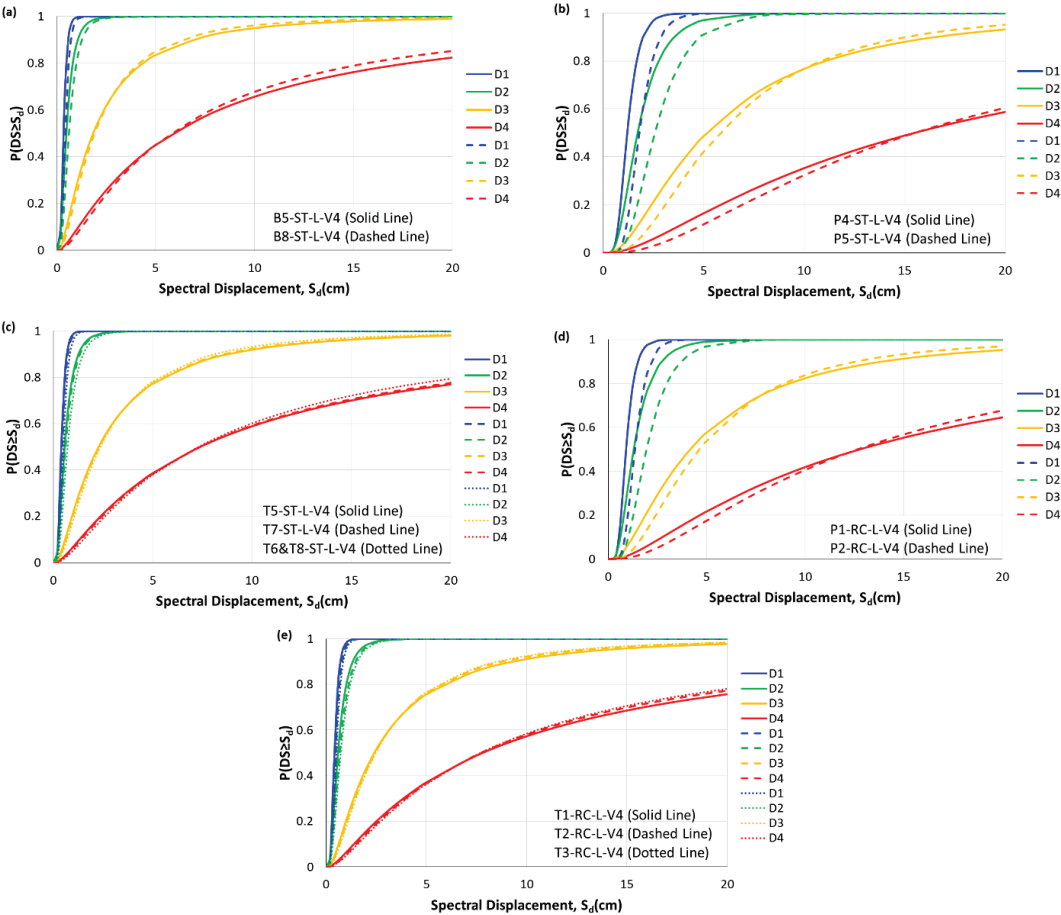 (a)
1
0.8
0.6
0.4
0.2
0
P(DS≥Sd)
0 5 10 15 20
Spectral Displacement, Sd(cm)
B5-ST-L-V4 (Solid Line)
B8-ST-L-V4 (Dashed Line)
D1
D2
D3
D4
D1
D2
D3
D4
(b)
1
0.8
0.6
0.4
0.2
0
P(DS≥Sd)
0 5 10 15 20
Spectral Displacement, Sd(cm)
P4-ST-L-V4 (Solid Line)
P5-ST-L-V4 (Dashed Line)
D1
D2
D3
D4
D1
D2
D3
D4
(c)
1
0.8
0.6
0.4
0.2
0
P(DS≥Sd)
0 5 10 15 20
Spectral Displacement, Sd(cm)
T5-ST-L-V4 (Solid Line)
T7-ST-L-V4 (Dashed Line)
T6&T8-ST-L-V4 (Dotted Line)
D1
D2
D3
D4
D1
D2
D3
D4
D1
D2
D3
D4
(d)
1
0.8
0.6
0.4
0.2
0
P(DS≥Sd)
0 5 10 15 20
Spectral Displacement, Sd(cm)
P1-RC-L-V4 (Solid Line)
P2-RC-L-V4 (Dashed Line)
D1
D2
D3
D4
D1
D2
D3
D4
(e)
1
0.8
0.6
0.4
0.2
0
P(DS≥Sd)
0 5 10 15 20
Spectral Displacement, Sd(cm)
T1-RC-L-V4 (Solid Line)
T2-RC-L-V4 (Dashed Line)
T3-RC-L-V4 (Dotted Line)
D1
D2
D3
D4
D1
D2
D3
D4
D1
D2
D3
D4